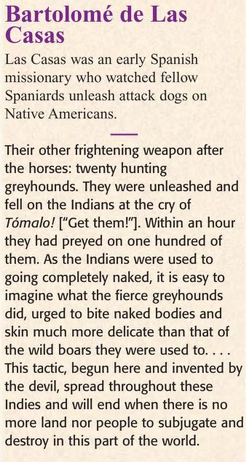 Bartolomé de Las
Casas
Las Casas was an early Spanish
missionary who watched fellow
Spaniards unleash attack dogs on
Native Americans.
Their other frightening weapon after
the horses: twenty hunting
greyhounds. They were unleashed and
fell on the Indians at the cry of
Tómalo! [“Get them!”]. Within an hour
they had preyed on one hundred of
them. As the Indians were used to
going completely naked, it is easy to
imagine what the fierce greyhounds
did, urged to bite naked bodies and
skin much more delicate than that of
the wild boars they were used to. . . .
This tactic, begun here and invented by
the devil, spread throughout these
Indies and will end when there is no
more land nor people to subjugate and
destroy in this part of the world.